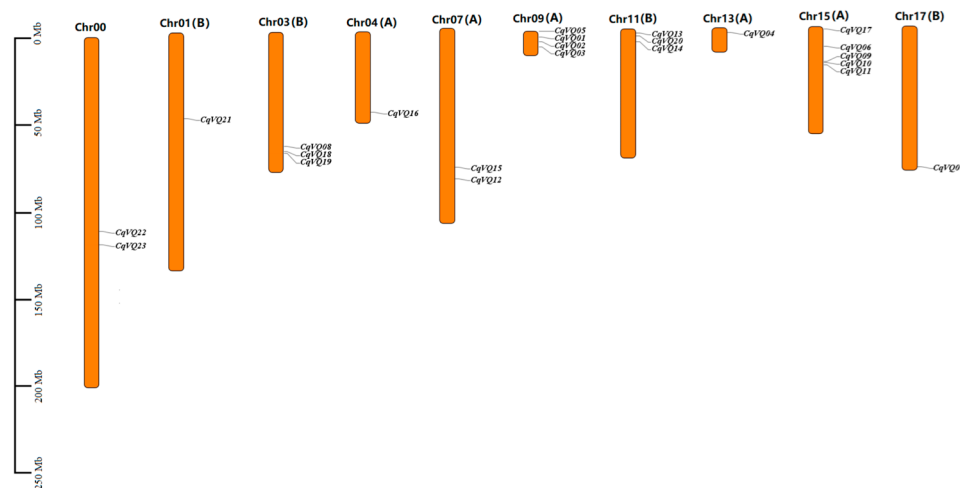 Chr00
Chr01 (B)
Chr03 (B)
Chr04 (A)
Chr07 (A)
Chr09 (A)
Chr11 (B)
Chr13 (A)
Chr15 (A)
Chr17 (B)
0 Mb
50 Mb
100 Mb
150 Mb
200 Mb
250 Mb
CqVQ22
CqVQ23
CqVQ21
CqVQ08
CqVQ18
CqVQ19
CqVQ16
CqVQ15
CqVQ12
CqVQ05
CqVQ01
CqVQ02
CqVQ03
CqVQ13
CqVQ20
CqVQ14
CqVQ04
CqVQ17
CqVQ06
CqVQ09
CqVQ10
CqVQ11
CqVQ0